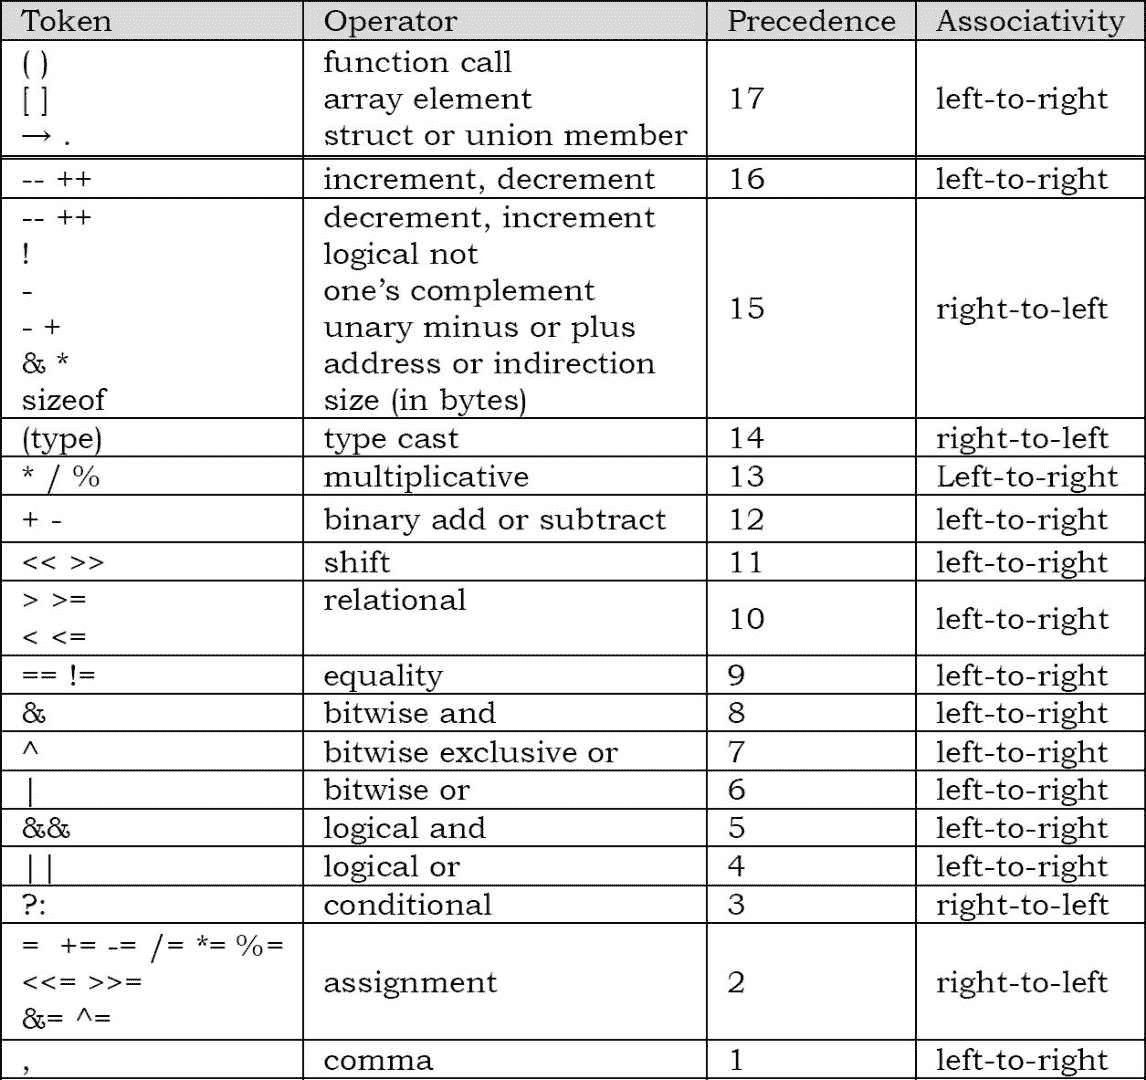 Token Operator Precedence Associativity
( ) function call
[ ] array element 17 left-to-right
→ . struct or union member
-- ++ increment, decrement 16 left-to-right
-- ++ decrement, increment
! logical not
- one’s complement
15 right-to-left
- + unary minus or plus
& * address or indirection
sizeof size (in bytes)
(type) type cast 14 right-to-left
* / % multiplicative 13 Left-to-right
+ - binary add or subtract 12 left-to-right
<< >> shift 11 left-to-right
> >= relational
10 left-to-right
< <=
== != equality 9 left-to-right
& bitwise and 8 left-to-right
^ bitwise exclusive or 7 left-to-right
| bitwise or 6 left-to-right
&& logical and 5 left-to-right
|| logical or 4 left-to-right
?: conditional 3 right-to-left
= += -= /= *= %=
<<= >>= assignment 2 right-to-left
&= ^=
, comma 1 left-to-right